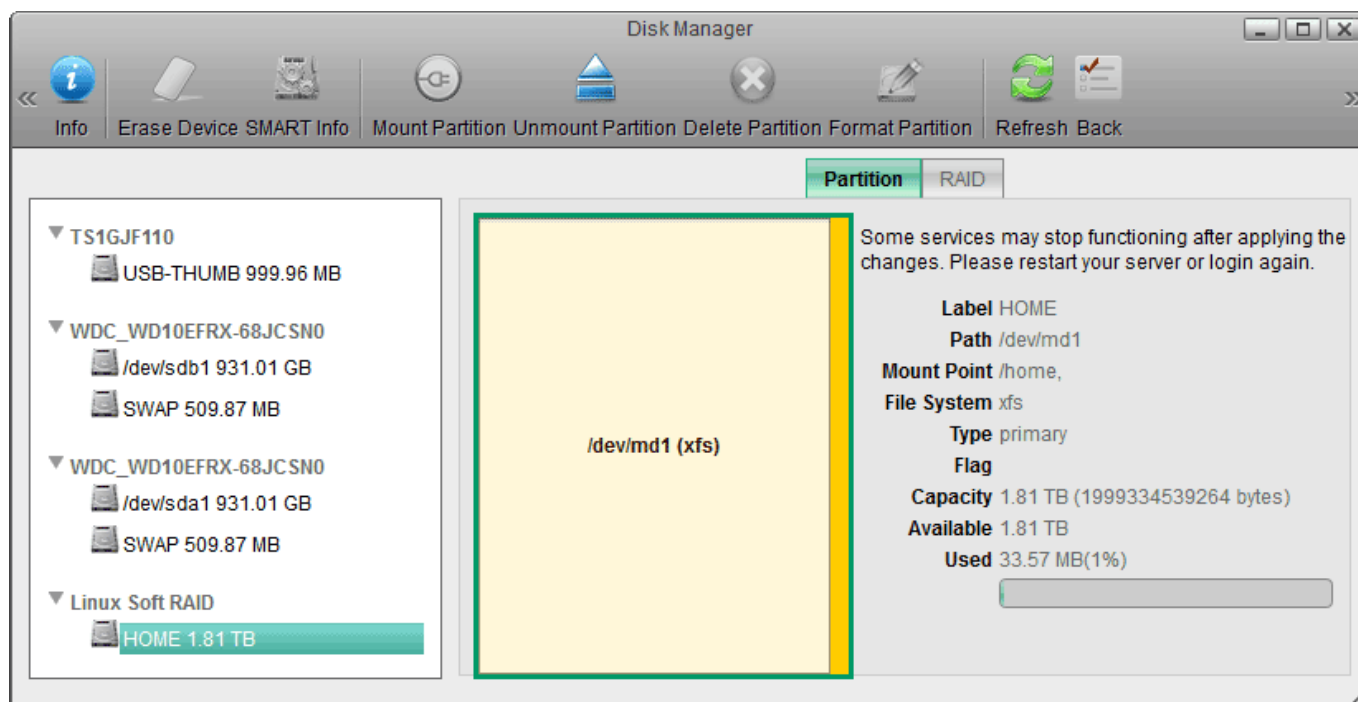 Disk Manager
Info Erase Device SMART Info Mount Partition Unmount Partition Delete Partition Format Partition Refresh Back
Partition RAID
TS1GJF110
USB-THUMB 999.96 MB
WDC_WD10EFRX-68JCSN0
/dev/sdb1 931.01 GB
SWAP 509.87 MB
WDC_WD10EFRX-68JCSN0
/dev/sda1 931.01 GB
SWAP 509.87 MB
Linux Soft RAID
HOME 1.81 TB
/dev/md1 (xfs)
Some services may stop functioning after applying the
changes. Please restart your server or login again.
Label HOME
Path /dev/md1
Mount Point /home,
File System xfs
Type primary
Flag
Capacity 1.81 TB (1999334539264 bytes)
Available 1.81 TB
Used 33.57 MB(1%)